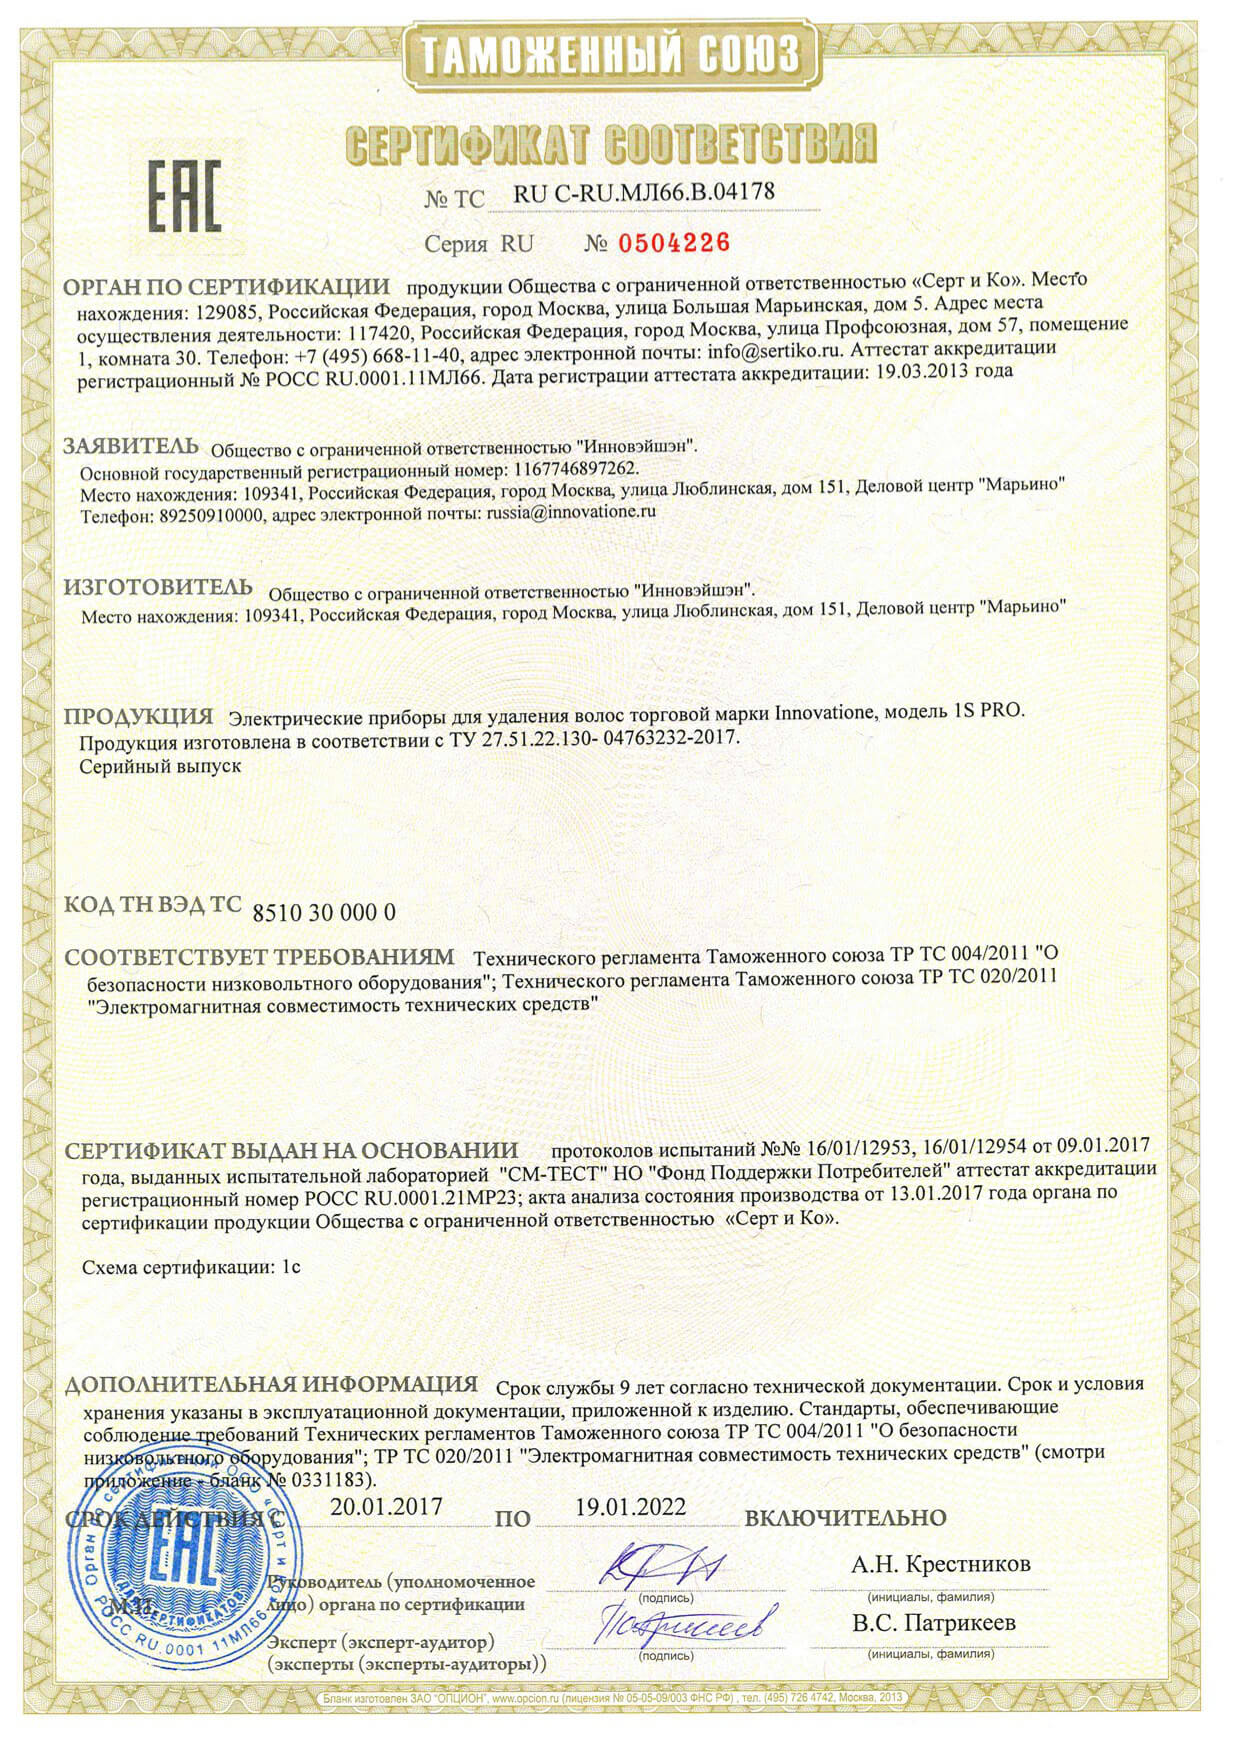 ТАМОЖЕННЫЙ СОЮЗ
СЕРТИФИКАТ СООТВЕТСТВИЯ
ЕАС
№ ТС RU C-RU.МЛ66.В.04178
Серия RU № 0504226
ОРГАН ПО СЕРТИФИКАЦИИ продукции Общества с ограниченной ответственностью «Серт и Ко». Место
нахождения: 129085, Российская Федерация, город Москва, улица Большая Марьинская, дом 5. Адрес места
осуществления деятельности: 117420, Российская Федерация, город Москва, улица Профсоюзная, дом 57, помещение
1, комната 30. Телефон: +7 (495) 668-11-40, адрес электронной почты: info@sertiko.ru. Аттестат аккредитации
регистрационный № РОСС RU.0001.11МЛ66. Дата регистрации аттестата аккредитации: 19.03.2013 года
ЗАЯВИТЕЛЬ Общество с ограниченной ответственностью "Инновэйшэн".
Основной государственный регистрационный номер: 1167746897262.
Место нахождения: 109341, Российская Федерация, город Москва, улица Люблинская, дом 151, Деловой центр "Марьино"
Телефон: 89250910000, адрес электронной почты: russia@innovatione.ru
ИЗГОТОВИТЕЛЬ Общество с ограниченной ответственностью "Инновэйшэн".
Место нахождения: 109341, Российская Федерация, город Москва, улица Люблинская, дом 151, Деловой центр "Марьино"
ПРОДУКЦИЯ Электрические приборы для удаления волос торговой марки Innovatione, модель 1S PRO.
Продукция изготовлена в соответствии с ТУ 27.51.22.130- 04763232-2017.
Серийный выпуск
КОД ТН ВЭД ТС 8510 30 000 0
СООТВЕТСТВУЕТ ТРЕБОВАНИЯМ Технического регламента Таможенного союза ТР ТС 004/2011 "О
безопасности низковольтного оборудования"; Технического регламента Таможенного союза ТР ТС 020/2011
"Электромагнитная совместимость технических средств"
СЕРТИФИКАТ ВЫДАН НА ОСНОВАНИИ протоколов испытаний №№ 16/01/12953, 16/01/12954 от 09.01.2017
года, выданных испытательной лабораторией "СМ-ТЕСТ" НО "Фонд Поддержки Потребителей" аттестат аккредитации
регистрационный номер РОСС RU.0001.21МР23; акта анализа состояния производства от 13.01.2017 года органа по
сертификации продукции Общества с ограниченной ответственностью «Серт и Ко».
Схема сертификации: 1с
ДОПОЛНИТЕЛЬНАЯ ИНФОРМАЦИЯ Срок службы 9 лет согласно технической документации. Срок и условия
хранения указаны в эксплуатационной документации, приложенной к изделию. Стандарты, обеспечивающие
соблюдение требований Технических регламентов Таможенного союза ТР ТС 004/2011 "О безопасности
низковольтного оборудования"; ТР ТС 020/2011 "Электромагнитная совместимость технических средств" (смотри
приложение - бланк № 0331183).
СРОК ДЕЙСТВИЯ С 20.01.2017 ПО 19.01.2022 ВКЛЮЧИТЕЛЬНО
Орган по сертификации ООО «Серт и Ко»
РОСС RU.0001 11МЛ66
ДЛЯ СЕРТИФИКАТОВ
ЕАС
М.П.
Руководитель (уполномоченное
лицо) органа по сертификации
(подпись)
А.Н. Крестников
(инициалы, фамилия)
Эксперт (эксперт-аудитор)
(эксперты (эксперты-аудиторы))
Патрикеев
(подпись)
В.С. Патрикеев
(инициалы, фамилия)
Бланк изготовлен ЗАО "ОПЦИОН", www.opcion.ru (лицензия № 05-05-09/003 ФНС РФ) , тел. (495) 726 4742, Москва, 2013